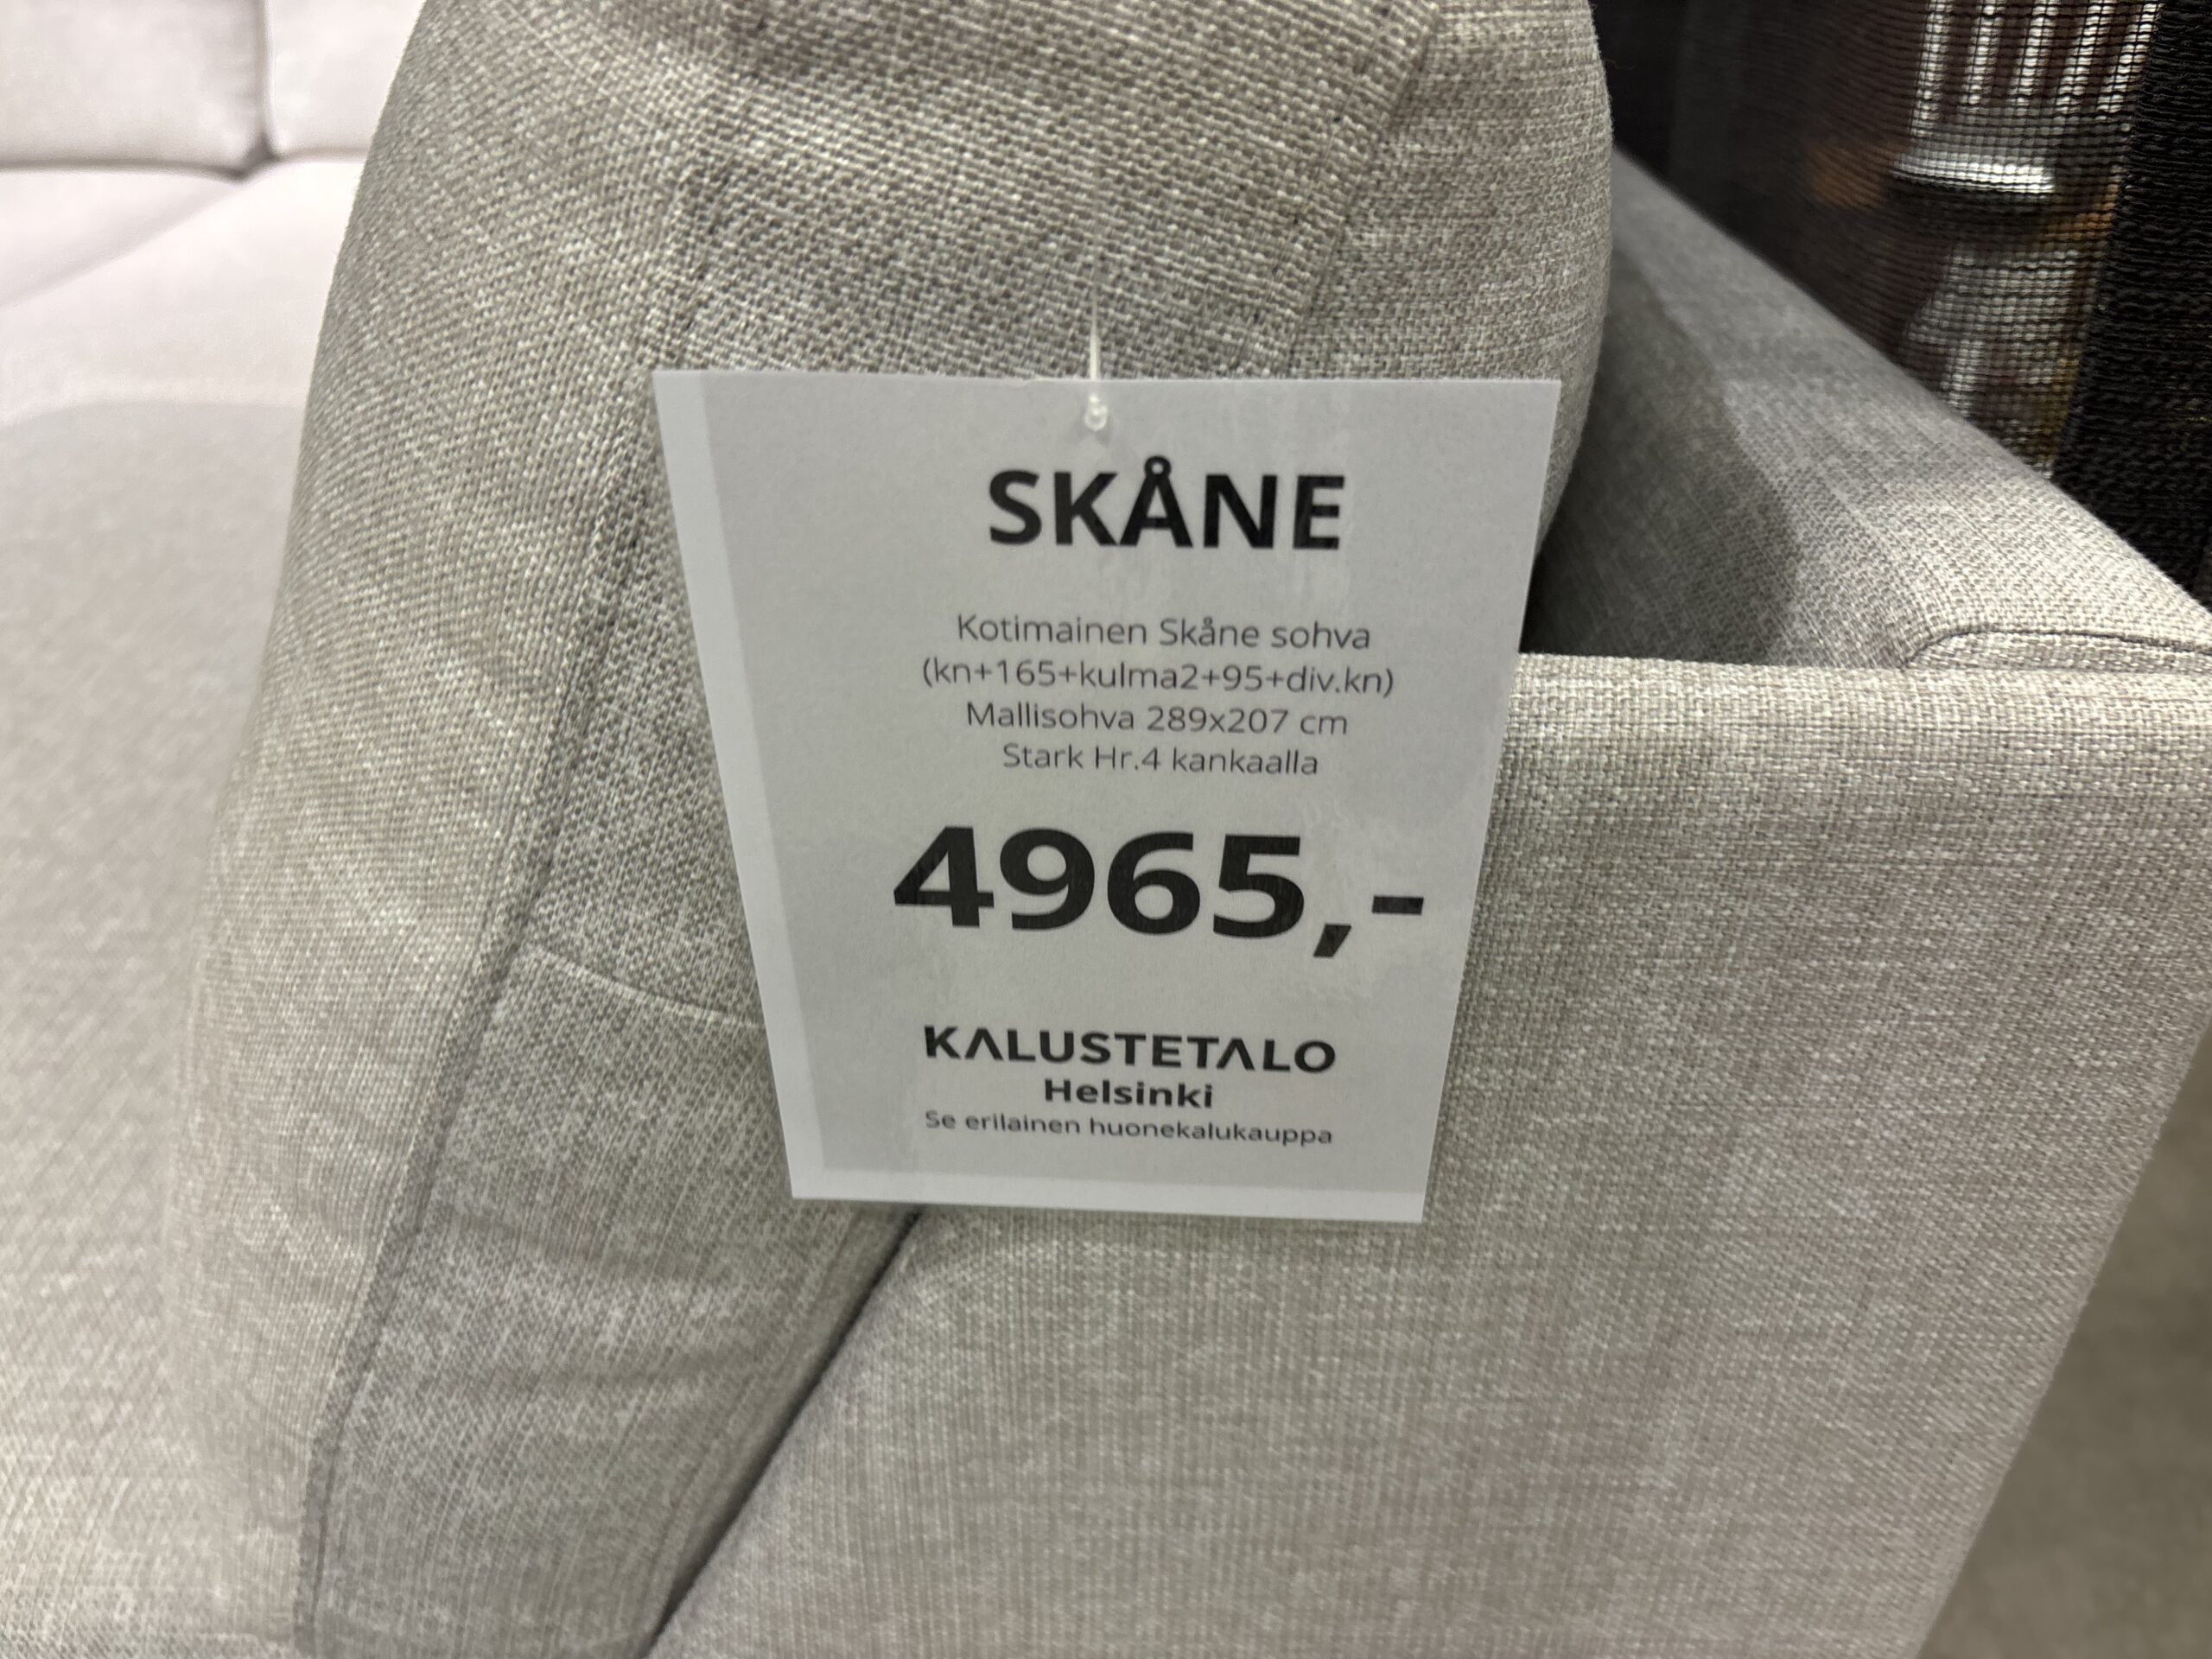 SKÅNE
Kotimainen Skåne sohva
(kn+165+kulma2+95+div.kn)
Mallisohva 289x207 cm
Stark Hr.4 kankaalla
4965,-
KALUSTETALO
Helsinki
Se erilainen huonekalukauppa